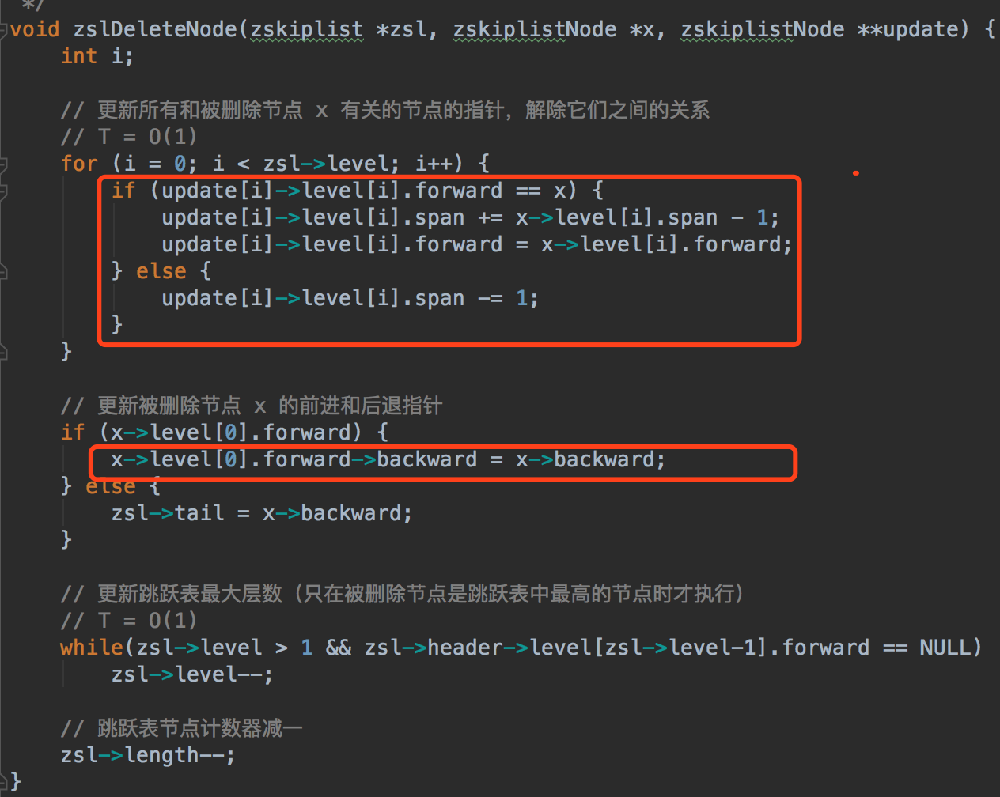 */
void zslDeleteNode(zskiplist *zsl, zskiplistNode *x, zskiplistNode **update) {
    int i;

    // 更新所有和被删除节点 x 有关的节点的指针，解除它们之间的关系
    // T = O(1)
    for (i = 0; i < zsl->level; i++) {
        if (update[i]->level[i].forward == x) {
            update[i]->level[i].span += x->level[i].span - 1;
            update[i]->level[i].forward = x->level[i].forward;
        } else {
            update[i]->level[i].span -= 1;
        }
    }

    // 更新被删除节点 x 的前进和后退指针
    if (x->level[0].forward) {
        x->level[0].forward->backward = x->backward;
    } else {
        zsl->tail = x->backward;
    }

    // 更新跳跃表最大层数（只在被删除节点是跳跃表中最高的节点时才执行）
    // T = O(1)
    while(zsl->level > 1 && zsl->header->level[zsl->level-1].forward == NULL)
        zsl->level--;

    // 跳跃表节点计数器减一
    zsl->length--;
}